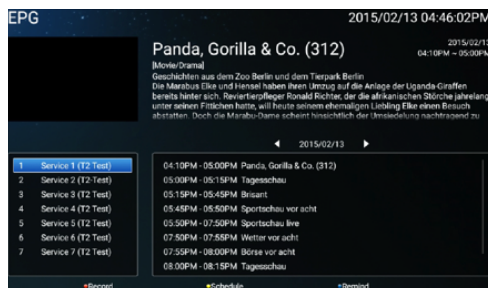 EPG
2015/02/13 04:46:02PM
Panda, Gorilla & Co. (312)
2015/02/13
04:10PM ~ 05:00PM
[Movie/Drama]
Geschichten aus dem Zoo Berlin und dem Tierpark Berlin
Die Marabus Elke und Hensel haben ihren Umzug auf die Anlage der Uganda-Giraffen
bereits hinter sich. Reviertierpfleger Ronald Richter, der die afrikanischen Störche jahrelang
unter seinen Fittichen hatte, will heute seinem ehemaligen Liebling Elke einen Besuch
abstatten. Doch die Marabu-Dame scheint hinsichtlich der Umsiedelung nachtragend zu
2015/02/13
1 Service 1 (T2 Test)
2 Service 2 (T2-Test)
3 Service 3 (T2 Test)
4 Service 4 (T2 Test)
5 Service 5 (T2 Test)
6 Service 6 (T2 Test)
7 Service 7 (T2 Test)
04:10PM - 05:00PM Panda, Gorilla & Co. (312)
05:00PM - 05:15PM Tagesschau
05:15PM - 05:45PM Brisant
05:45PM - 05:50PM Sportschau vor acht
05:50PM - 07:50PM Sportschau live
07:50PM - 07:55PM Wetter vor acht
07:55PM - 08:00PM Börse vor acht
08:00PM - 08:15PM Tagesschau
Record
Schedule
Remind